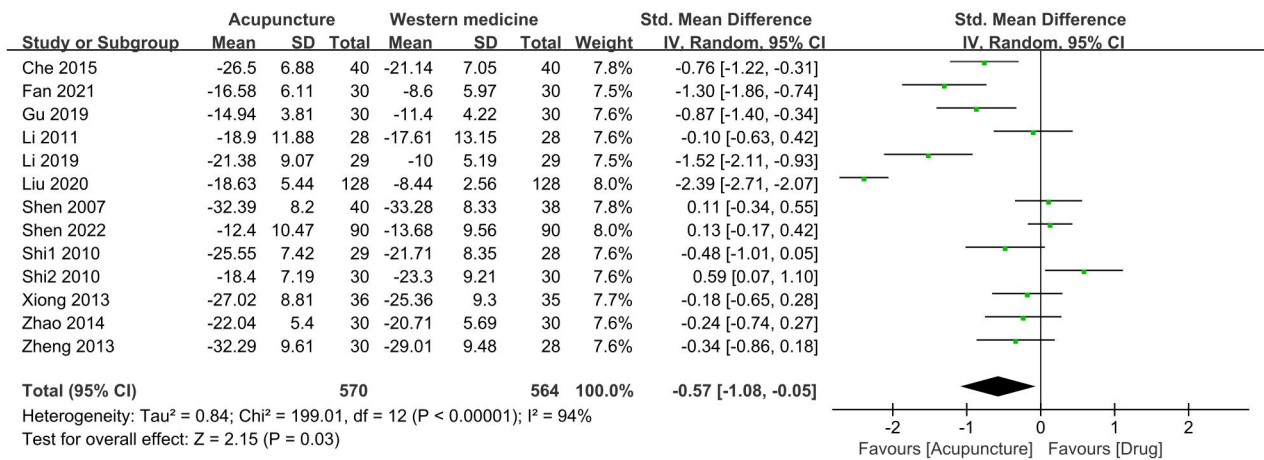 Acupuncture Western medicine Std. Mean Difference Std. Mean Difference
Study or Subgroup Mean SD Total Mean SD Total Weight IV, Random, 95% CI IV, Random, 95% CI
Che 2015 -26.5 6.88 40 -21.14 7.05 40 7.8% -0.76 [-1.22, -0.31]
Fan 2021 -16.58 6.11 30 -8.6 5.97 30 7.5% -1.30 [-1.86, -0.74]
Gu 2019 -14.94 3.81 30 -11.4 4.22 30 7.6% -0.87 [-1.40, -0.34]
Li 2011 -18.9 11.88 28 -17.61 13.15 28 7.6% -0.10 [-0.63, 0.42]
Li 2019 -21.38 9.07 29 -10 5.19 29 7.5% -1.52 [-2.11, -0.93]
Liu 2020 -18.63 5.44 128 -8.44 2.56 128 8.0% -2.39 [-2.71, -2.07]
Shen 2007 -32.39 8.2 40 -33.28 8.33 38 7.8% 0.11 [-0.34, 0.55]
Shen 2022 -12.4 10.47 90 -13.68 9.56 90 8.0% 0.13 [-0.17, 0.42]
Shi1 2010 -25.55 7.42 29 -21.71 8.35 28 7.6% -0.48 [-1.01, 0.05]
Shi2 2010 -18.4 7.19 30 -23.3 9.21 30 7.6% 0.59 [0.07, 1.10]
Xiong 2013 -27.02 8.81 36 -25.36 9.3 35 7.7% -0.18 [-0.65, 0.28]
Zhao 2014 -22.04 5.4 30 -20.71 5.69 30 7.6% -0.24 [-0.74, 0.27]
Zheng 2013 -32.29 9.61 30 -29.01 9.48 28 7.6% -0.34 [-0.86, 0.18]
Total (95% CI) 570 564 100.0% -0.57 [-1.08, -0.05]
Heterogeneity: Tau² = 0.84; Chi² = 199.01, df = 12 (P < 0.00001); I² = 94%
Test for overall effect: Z = 2.15 (P = 0.03)
-2 -1 0 1 2
Favours [Acupuncture] Favours [Drug]